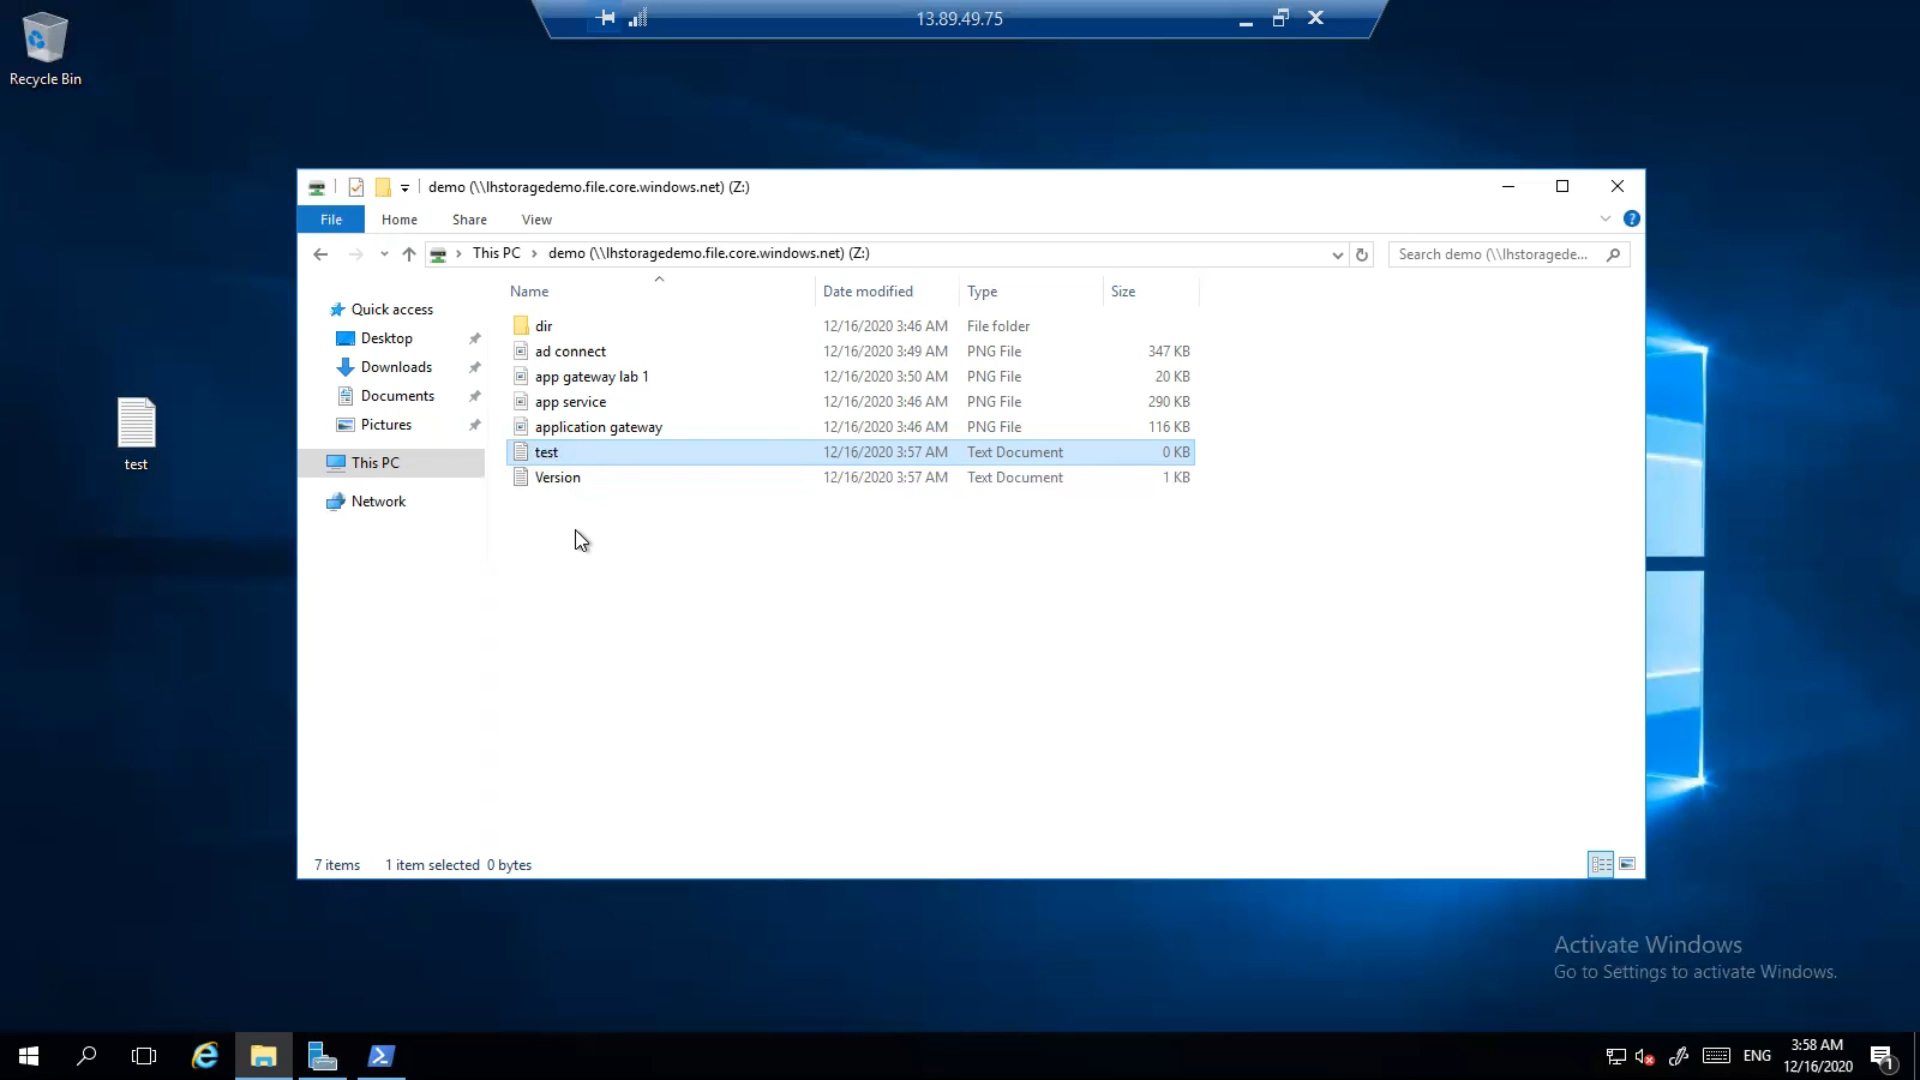 13.89.49.75
Recycle Bin
test
demo (\\lhstoragedemo.file.core.windows.net) (Z:)
File Home Share View
This PC > demo (\\lhstoragedemo.file.core.windows.net) (Z:)
Search demo (\\lhstoragede...
Quick access
Desktop
Downloads
Documents
Pictures
This PC
Network
Name Date modified Type Size
dir 12/16/2020 3:46 AM File folder
ad connect 12/16/2020 3:49 AM PNG File 347 KB
app gateway lab 1 12/16/2020 3:50 AM PNG File 20 KB
app service 12/16/2020 3:46 AM PNG File 290 KB
application gateway 12/16/2020 3:46 AM PNG File 116 KB
test 12/16/2020 3:57 AM Text Document 0 KB
Version 12/16/2020 3:57 AM Text Document 1 KB
7 items 1 item selected 0 bytes
Activate Windows
Go to Settings to activate Windows.
ENG
3:58 AM
12/16/2020
1